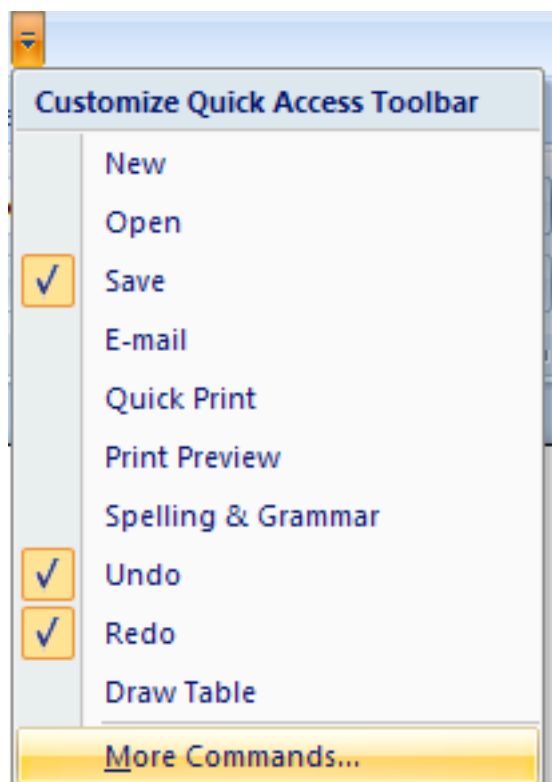 Customize Quick Access Toolbar
New
Open
Save
E-mail
Quick Print
Print Preview
Spelling & Grammar
Undo
Redo
Draw Table
More Commands...